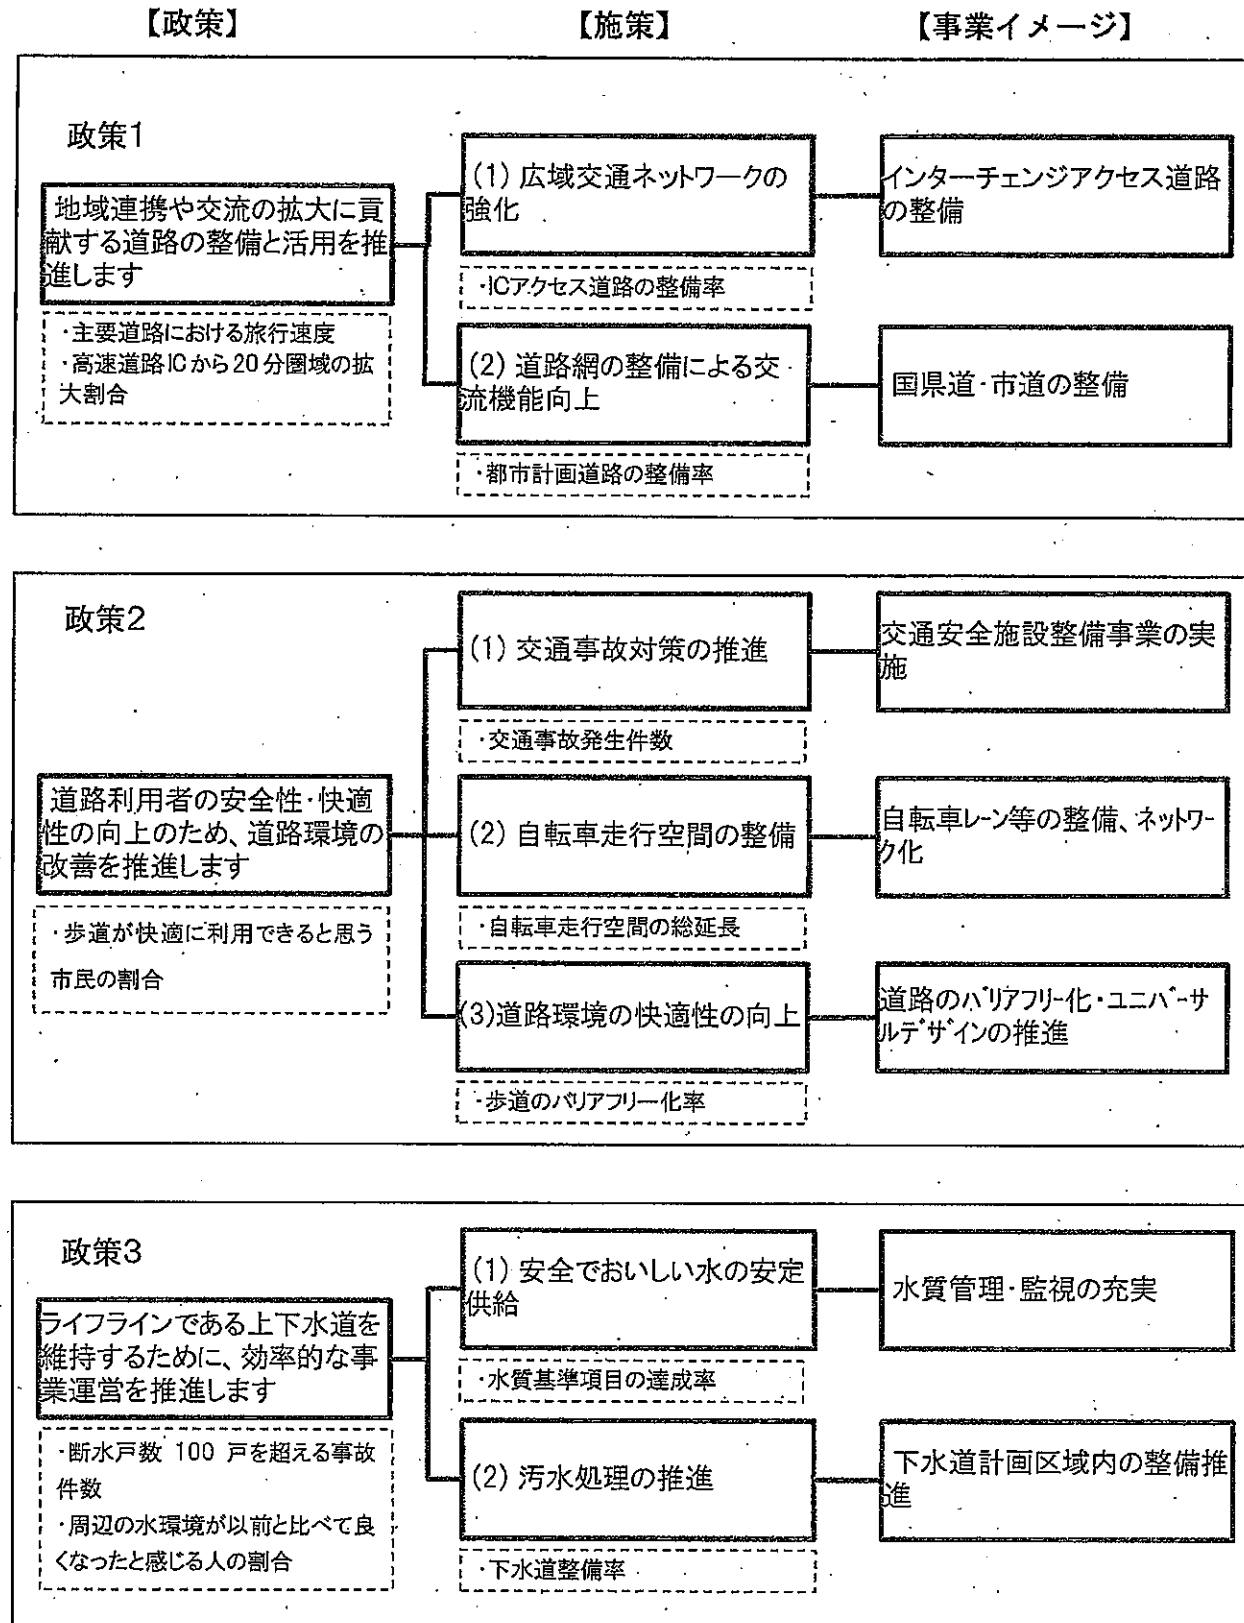 【政策】
【施策】
【事業イメージ】
政策1
地域連携や交流の拡大に貢
献する道路の整備と活用を推
進します
・主要道路における旅行速度
・高速道路ICから20分圏域の拡
大割合
(1) 広域交通ネットワークの
強化
・ICアクセス道路の整備率
インターチェンジアクセス道路
の整備
(2) 道路網の整備による交
流機能向上
・都市計画道路の整備率
国県道・市道の整備
政策2
道路利用者の安全性・快適
性の向上のため、道路環境の
改善を推進します
・歩道が快適に利用できると思う
市民の割合
(1) 交通事故対策の推進
・交通事故発生件数
交通安全施設整備事業の実
施
(2) 自転車走行空間の整備
・自転車走行空間の総延長
自転車レーン等の整備、ネットワー
ク化
(3)道路環境の快適性の向上
・歩道のバリアフリー化率
道路のバリアフリー化・ユニバーサ
ルデザインの推進
政策3
ライフラインである上下水道を
維持するために、効率的な事
業運営を推進します
・断水戸数 100 戸を超える事故
件数
・周辺の水環境が以前と比べて良
くなったと感じる人の割合
(1) 安全でおいしい水の安定
供給
・水質基準項目の達成率
水質管理・監視の充実
(2) 汚水処理の推進
・下水道整備率
下水道計画区域内の整備推
進